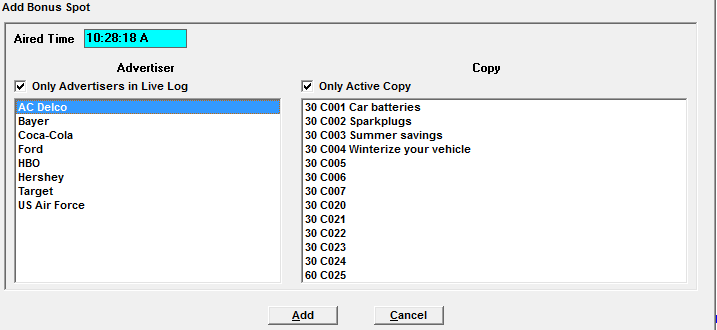 Add Bonus Spot
Aired Time 10:28:18 A
Advertiser
Only Advertisers in Live Log
AC Delco
Bayer
Coca-Cola
Ford
HBO
Hershey
Target
US Air Force
Copy
Only Active Copy
30 C001 Car batteries
30 C002 Sparkplugs
30 C003 Summer savings
30 C004 Winterize your vehicle
30 C005
30 C006
30 C007
30 C020
30 C021
30 C022
30 C023
30 C024
60 C025
Add
Cancel